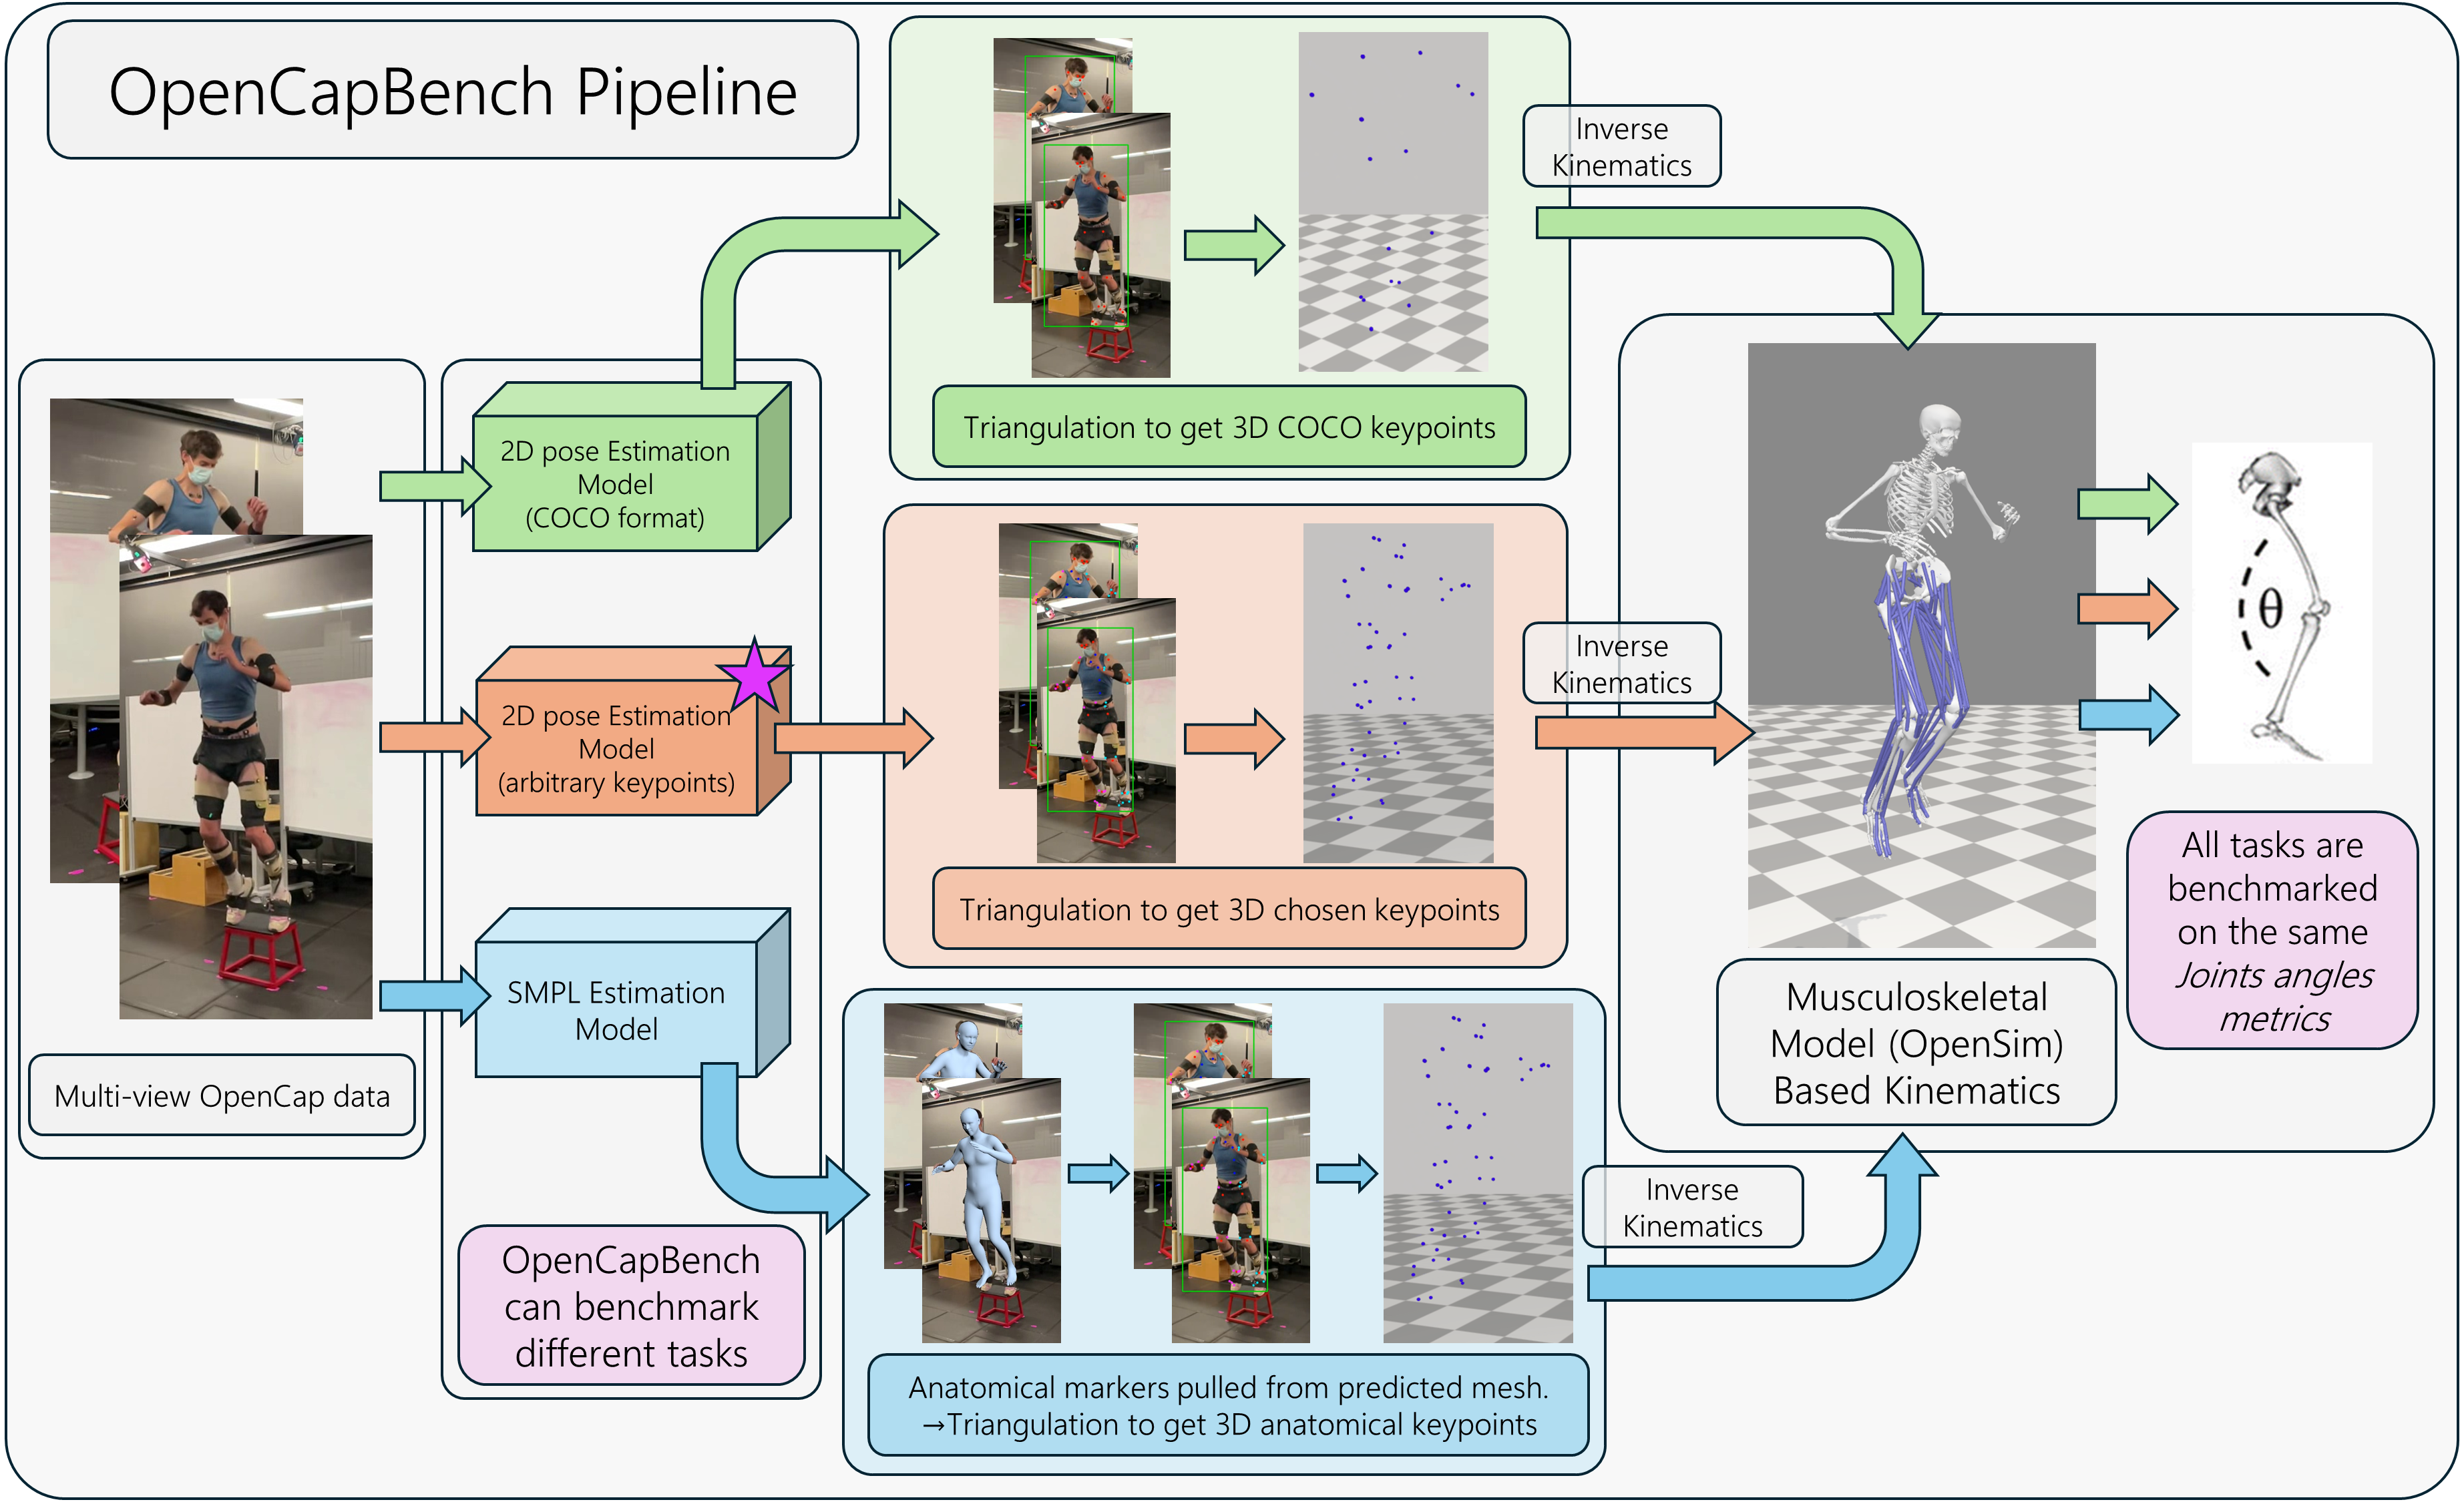 OpenCapBench Pipeline
Multi-view OpenCap data
2D pose Estimation
Model
(COCO format)
2D pose Estimation
Model
(arbitrary keypoints)
SMPL Estimation
Model
OpenCapBench
can benchmark
different tasks
Triangulation to get 3D COCO keypoints
Inverse
Kinematics
Triangulation to get 3D chosen keypoints
Inverse
Kinematics
Anatomical markers pulled from predicted mesh.
→Triangulation to get 3D anatomical keypoints
Inverse
Kinematics
Musculoskeletal
Model (OpenSim)
Based Kinematics
θ
All tasks are
benchmarked
on the same
Joints angles
metrics